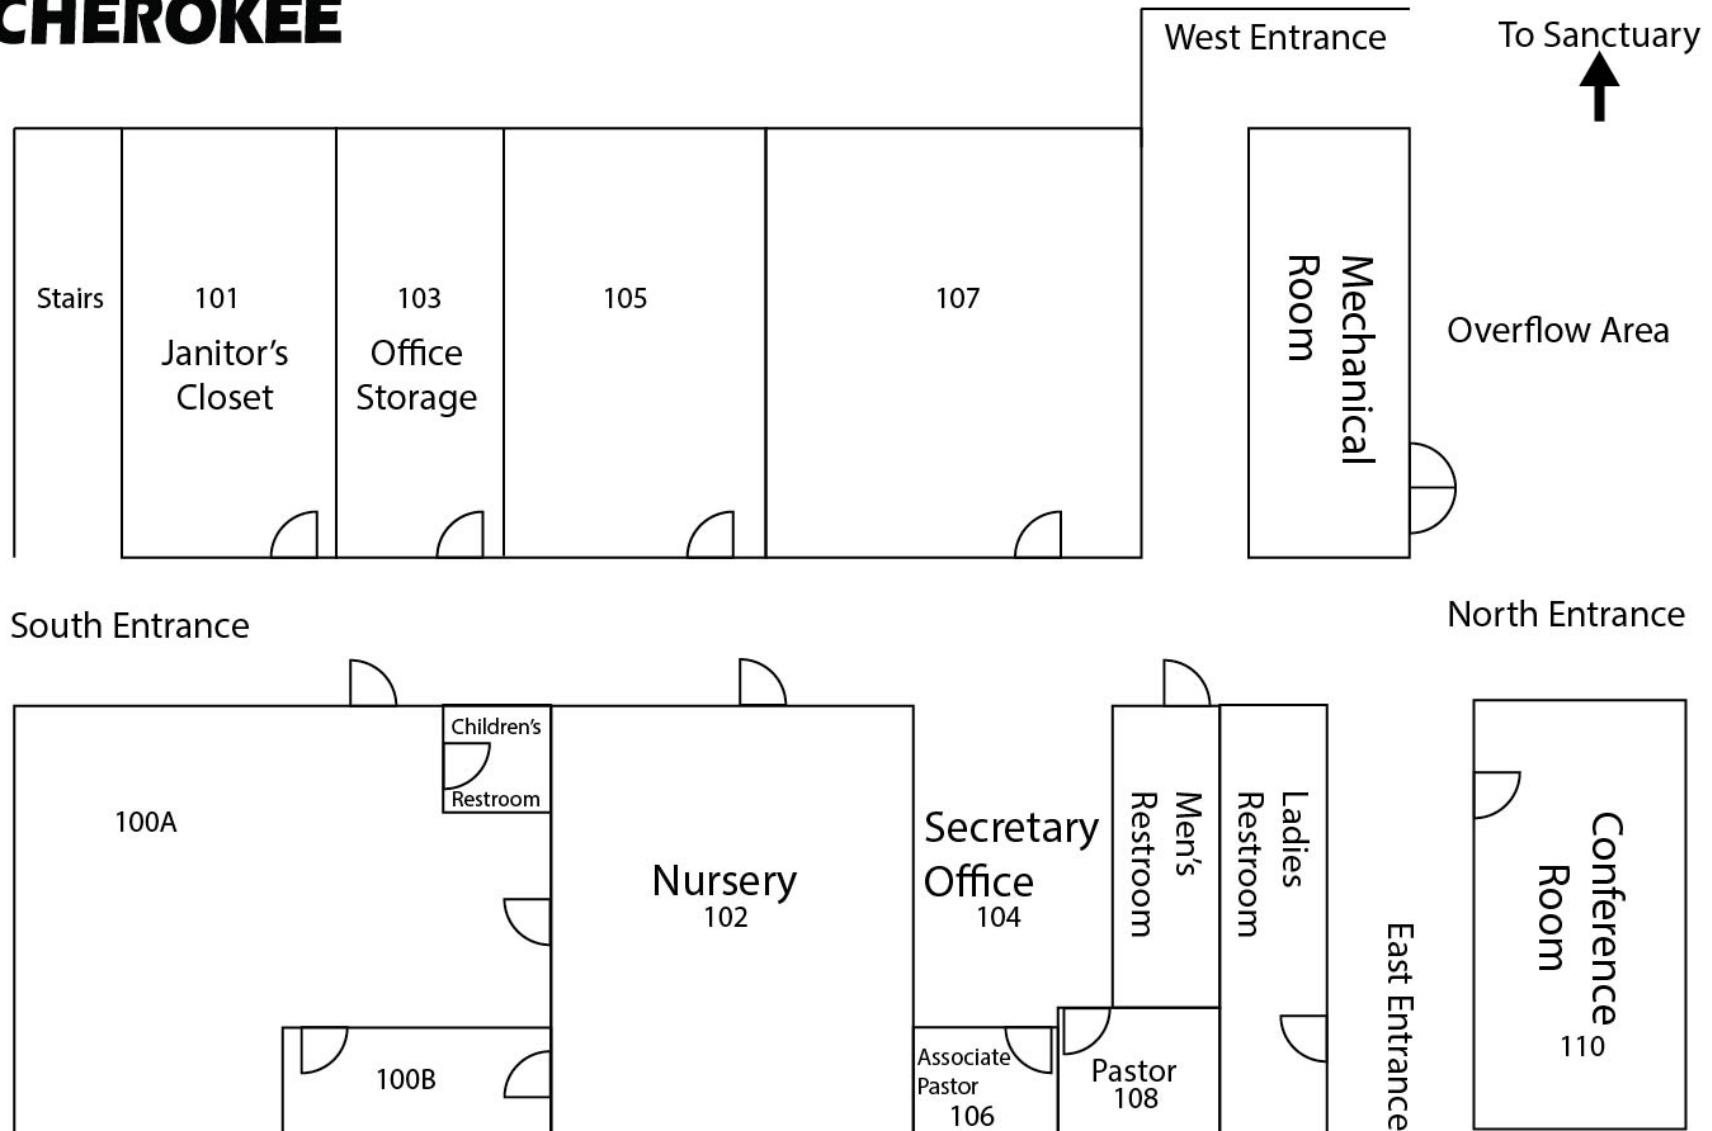 CHEROKEE
West Entrance
To Sanctuary
Stairs
101
Janitor’s
Closet
103
Office
Storage
105
107
Mechanical
Room
Overflow Area
South Entrance
North Entrance
100A
Children’s
Restroom
100B
Nursery
102
Secretary
Office
104
Associate
Pastor
106
Men’s
Restroom
Pastor
108
Ladies
Restroom
East Entrance
Conference
Room
110